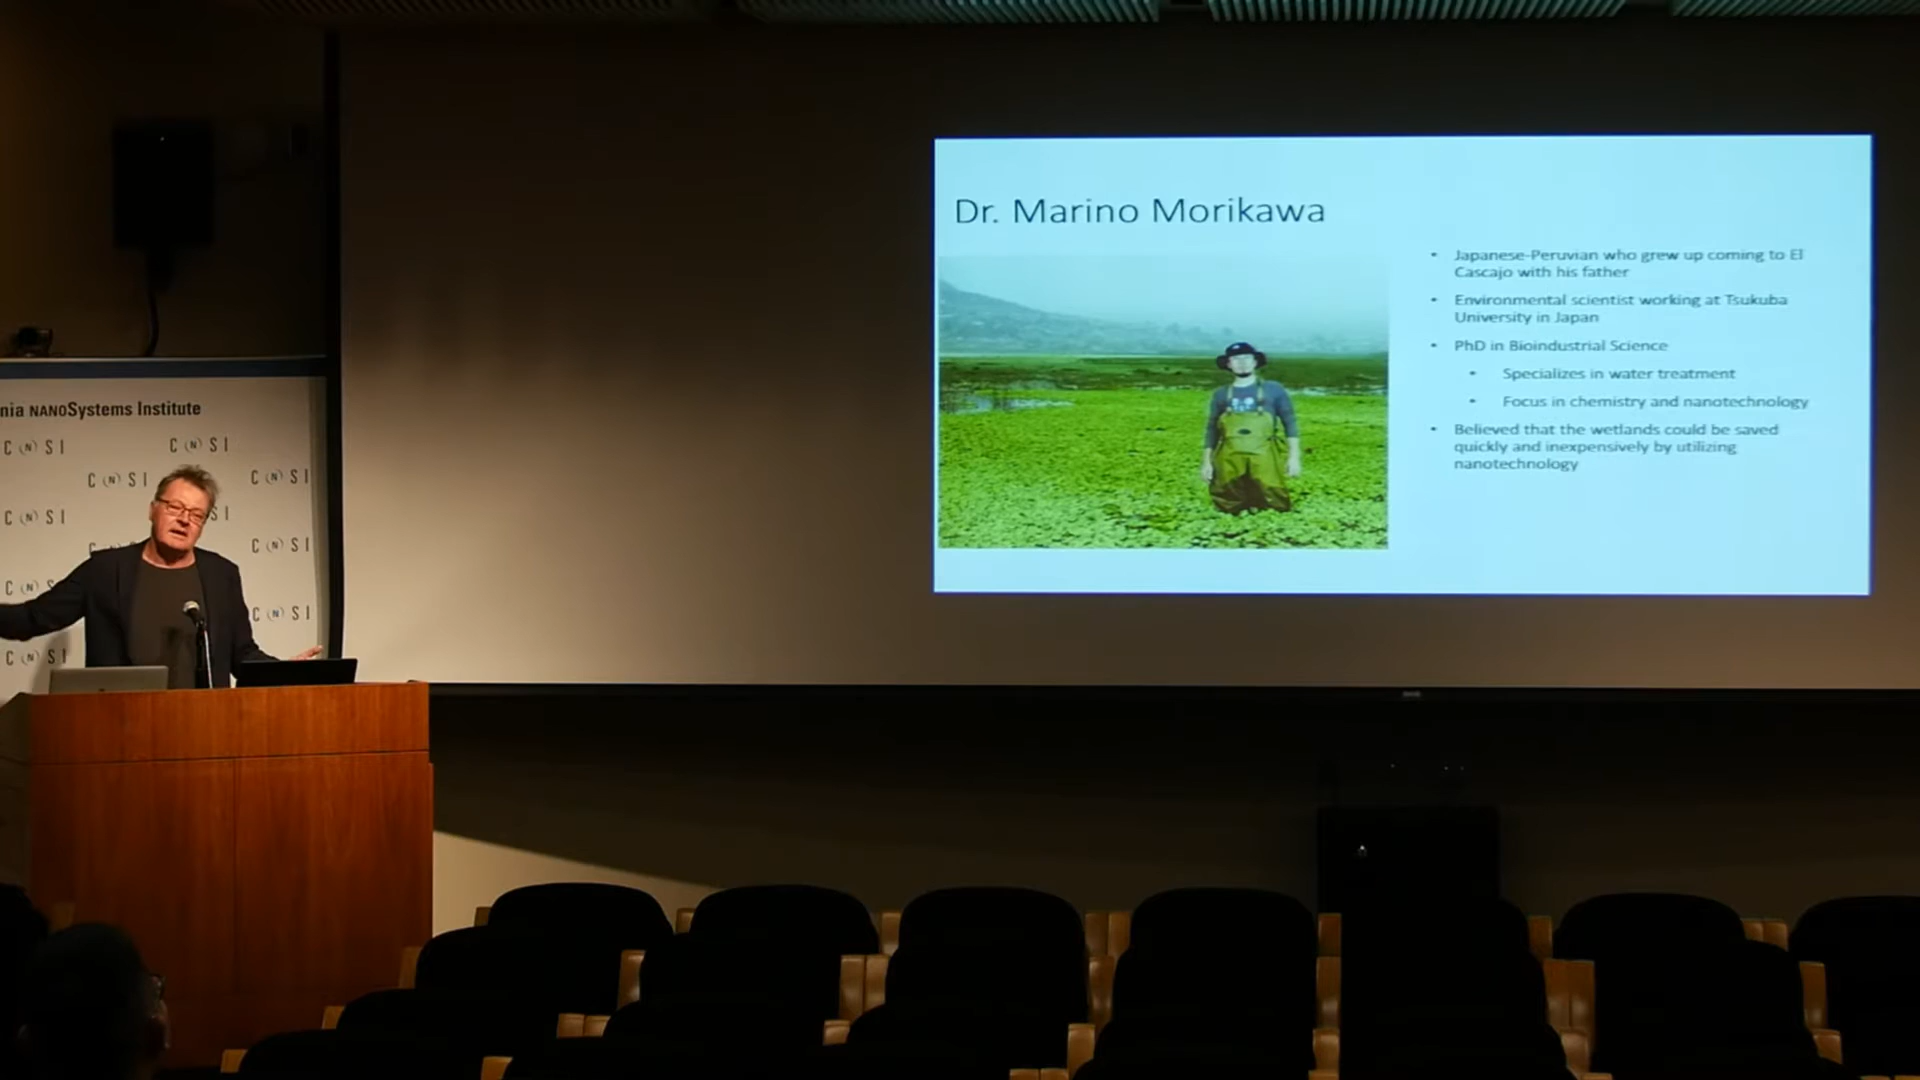 Dr. Marino Morikawa
• Japanese-Peruvian who grew up coming to El
Cascajo with his father
• Environmental scientist working at Tsukuba
University in Japan
• PhD in Bioindustrial Science
• Specializes in water treatment
• Focus in chemistry and nanotechnology
• Believed that the wetlands could be saved
quickly and inexpensively by utilizing
nanotechnology
nia NANOSystems Institute
C (N) S I
C (N) S I
C (N) S I
C (N) S I
C (N) S I
S I
C (N) S I
C (N) S
C (N) S I
C (N) S I